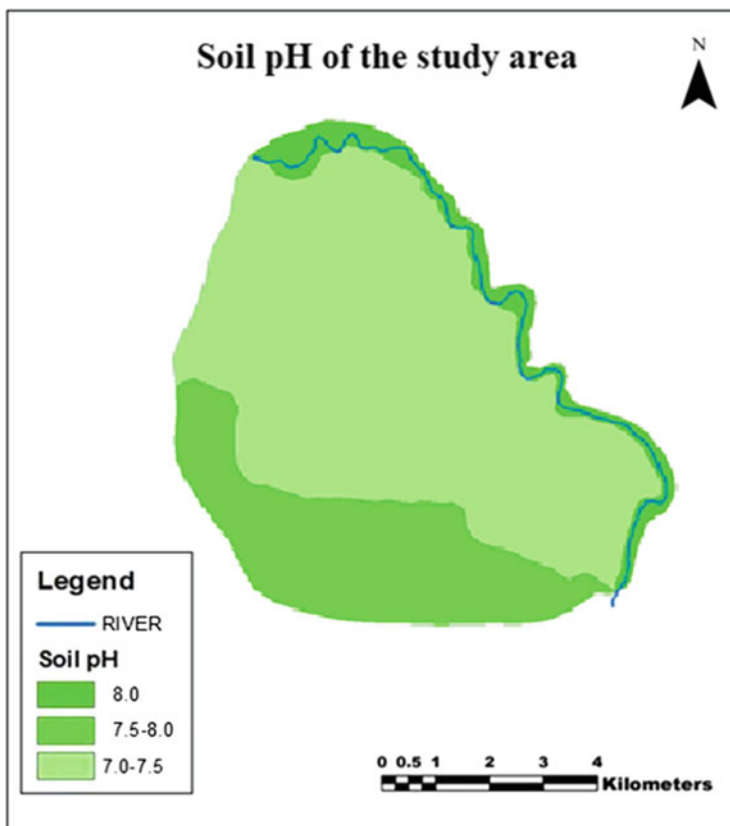 Soil pH of the study area
N
Legend
RIVER
Soil pH
8.0
7.5-8.0
7.0-7.5
0 0.5 1 2 3 4
Kilometers